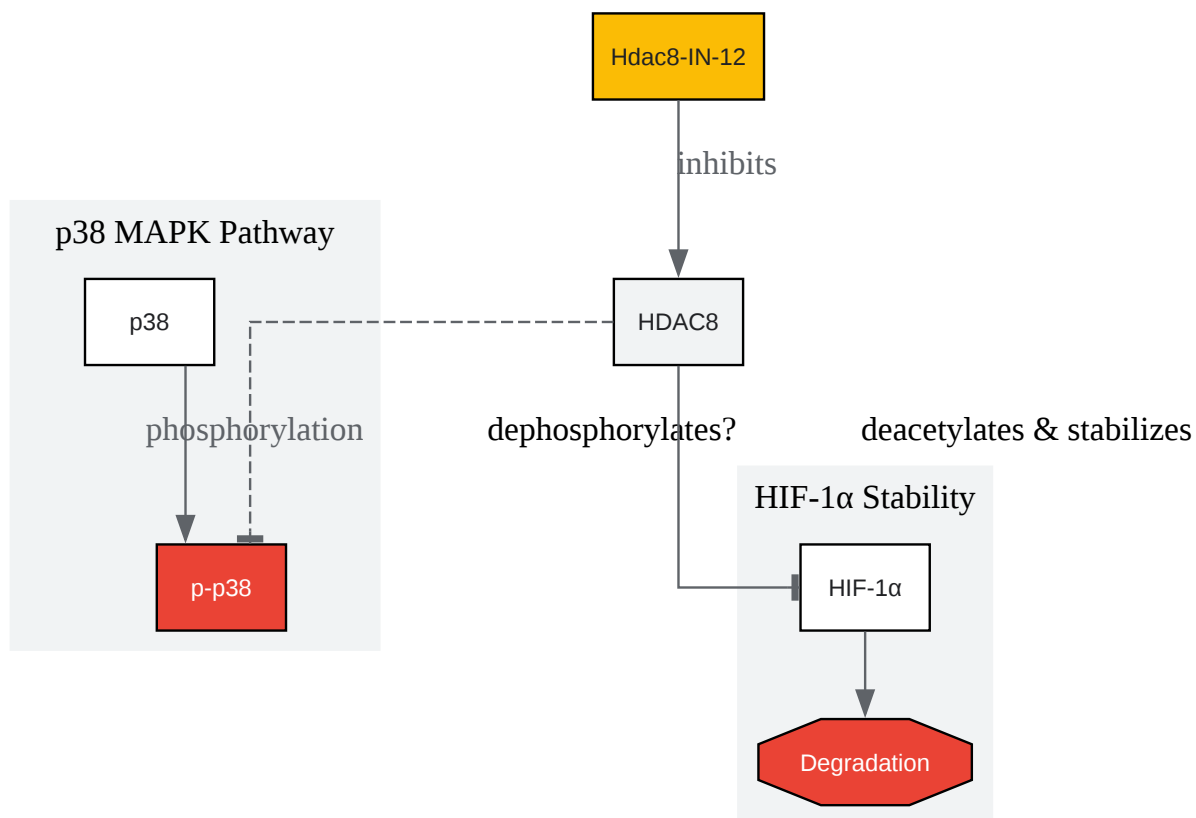 Hdac8-IN-12
inhibits
p38 MAPK Pathway
p38
HDAC8
phosphorylation
dephosphorylates?
deacetylates & stabilizes
HIF-1α Stability
p-p38
HIF-1α
Degradation